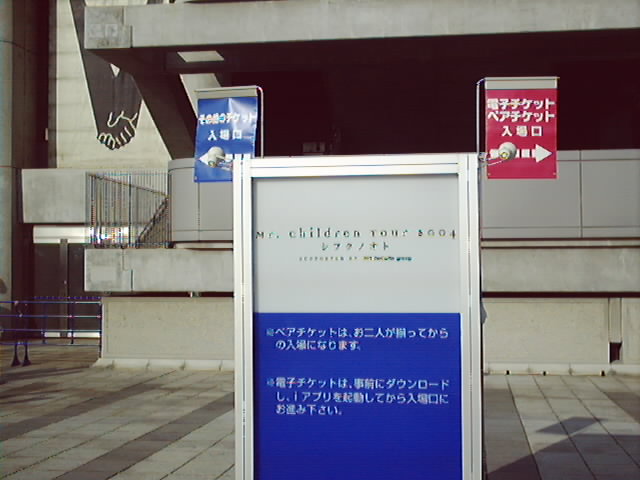 その他のチケット
入場口
電子チケット
ペアチケット
入場口
Mr. Children Tour 2004
シフクノオト
SUPPORTED BY NTT DoCoMo group
※ペアチケットは、お二人が揃ってから
の入場になります。
※電子チケットは、事前にダウンロード
し、iアプリを起動してから入場口に
お進み下さい。